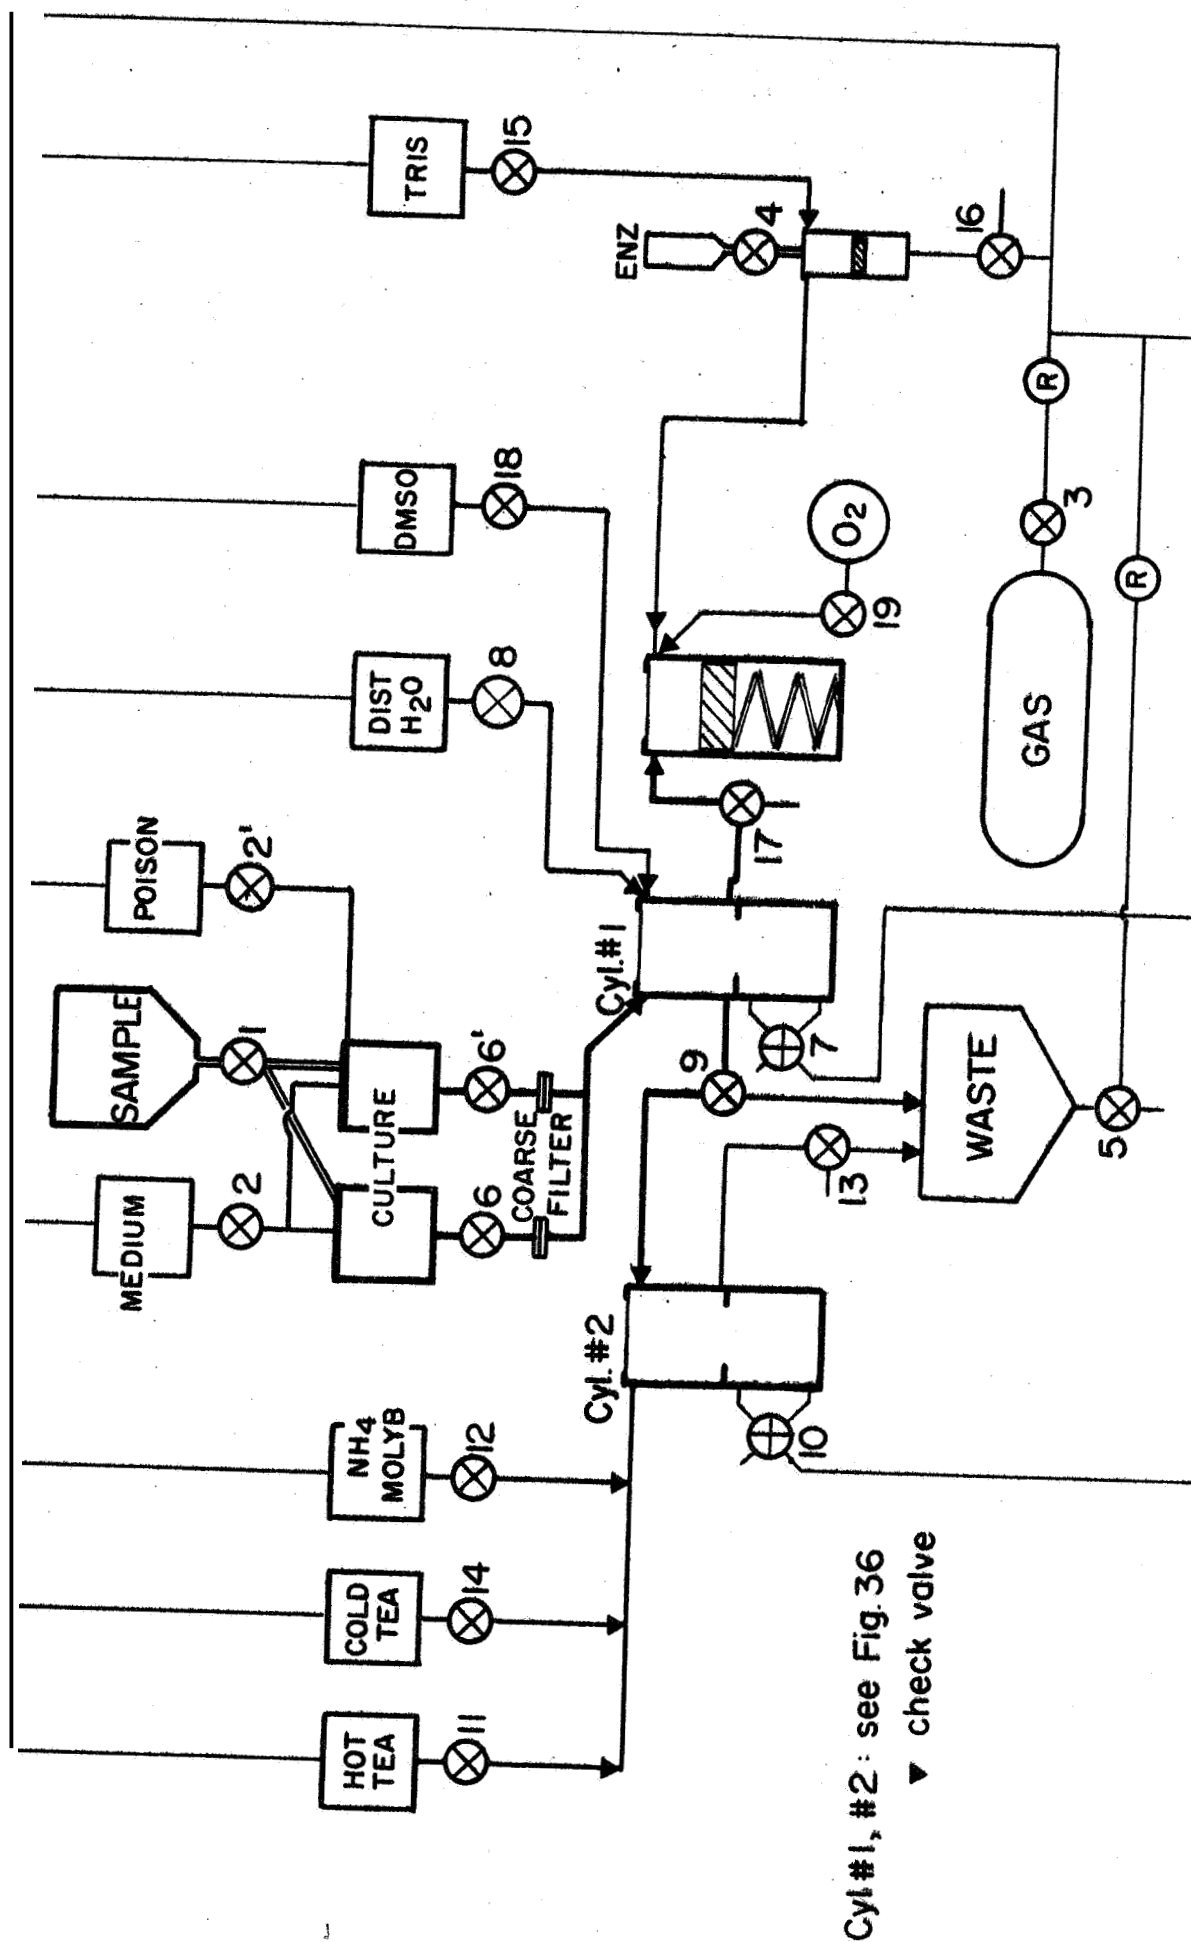 HOT
TEA
11
COLD
TEA
14
NH4
MOLYB
12
MEDIUM
2
SAMPLE
1
POISON
2'
CULTURE
6
6'
COARSE
FILTER
DIST
H2O
8
DMSO
18
TRIS
15
ENZ
4
16
Cyl.#2
10
Cyl.#1
9
7
13
17
19
O2
WASTE
5
GAS
3
R
R
Cyl#1, #2: see Fig. 36
check valve